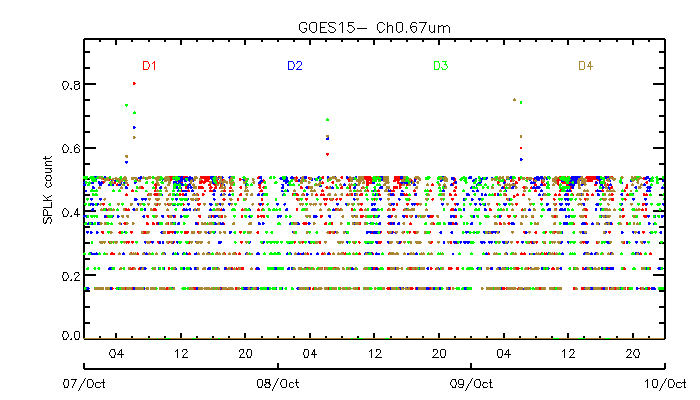 GOES15- Ch0.67um
D1 D2 D3 D4
0.8
0.6
0.4
0.2
0.0
SPLK count
04 12 20 04 12 20 04 12 20
07/Oct 08/Oct 09/Oct 10/Oct